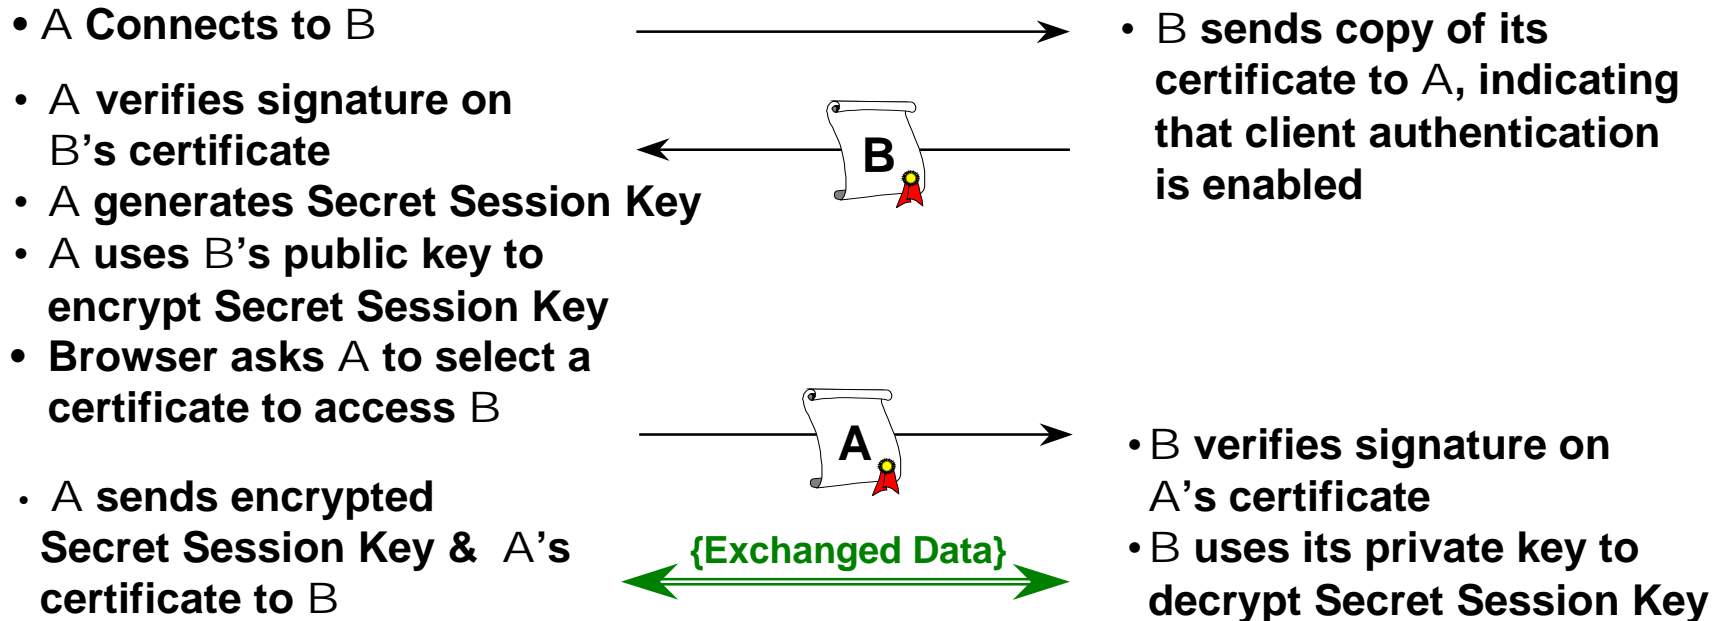 • A Connects to B
• A verifies signature on
B’s certificate
• A generates Secret Session Key
• A uses B’s public key to
encrypt Secret Session Key
• Browser asks A to select a
certificate to access B
• A sends encrypted
Secret Session Key & A’s
certificate to B
B
A
{Exchanged Data}
• B sends copy of its
certificate to A, indicating
that client authentication
is enabled
• B verifies signature on
A’s certificate
• B uses its private key to
decrypt Secret Session Key